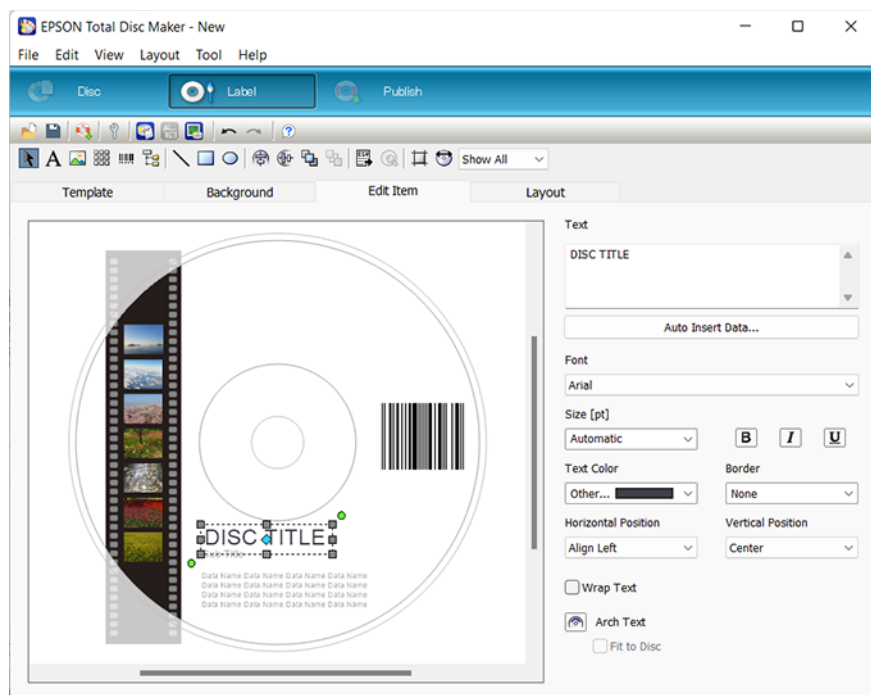 EPSON Total Disc Maker - New
File Edit View Layout Tool Help
Disc Label Publish
Show All
Template Background Edit Item Layout
Text
DISC TITLE
Auto Insert Data...
Font
Arial
Size [pt]
Automatic B I U
Text Color Border
Other... None
Horizontal Position Vertical Position
Align Left Center
Wrap Text
Arch Text
Fit to Disc
DISC TITLE
Sub Title
Data Name Data Name Data Name Data Name
Data Name Data Name Data Name Data Name
Data Name Data Name Data Name Data Name
Data Name Data Name Data Name Data Name